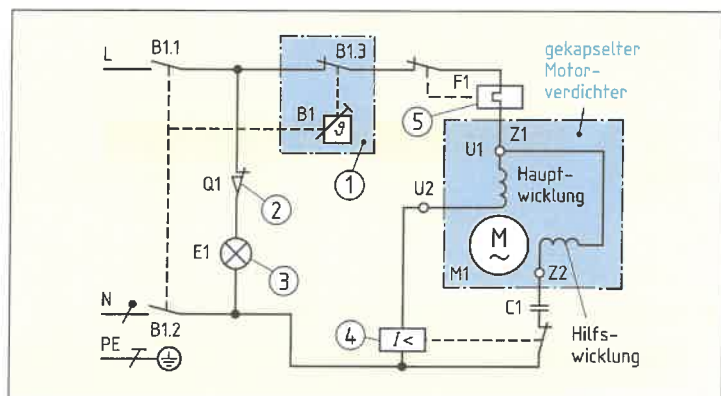 L
B1.1
B1.3
F1
gekapselter
Motor-
verdichter
B1
ϑ
1
5
Z1
U1
Haupt-
wicklung
U2
Q1
2
M
~
E1
3
M1
Z2
N
C1
B1.2
4
I<
Hilfs-
wicklung
PE